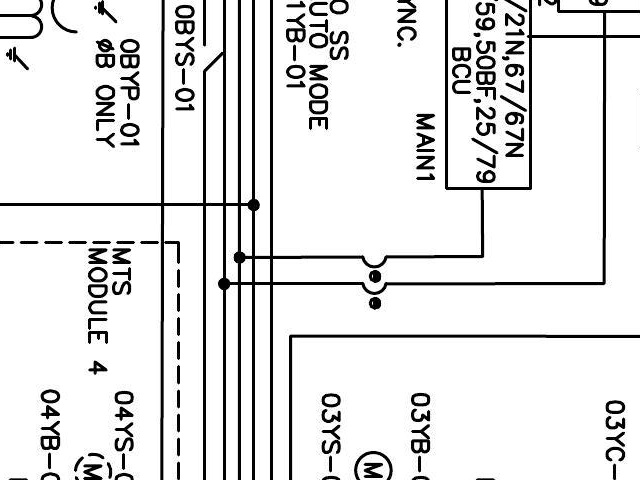 0BYS-01
0BYP-01
ØB ONLY
SS
AUTO MODE
1YB-01
YNC.
MAIN1
/21N,67/67N
59,50BF,25/79
BCU
MTS
MODULE 4
04YS-
04YB-
03YS-
03YB-
03YC-
M
M